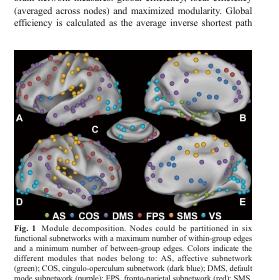 (averaged across nodes) and maximized modularity. Global
efficiency is calculated as the average inverse shortest path
A
B
C
D
E
AS COS DMS FPS SMS VS
Fig. 1 Module decomposition. Nodes could be partitioned in six
functional subnetworks with a maximum number of within-group edges
and a minimum number of between-group edges. Colors indicate the
different modules that nodes belong to: AS, affective subnetwork
(green); COS, cingulo-operculum subnetwork (dark blue); DMS, default
mode subnetwork (purple); FPS, fronto-parietal subnetwork (red); SMS,